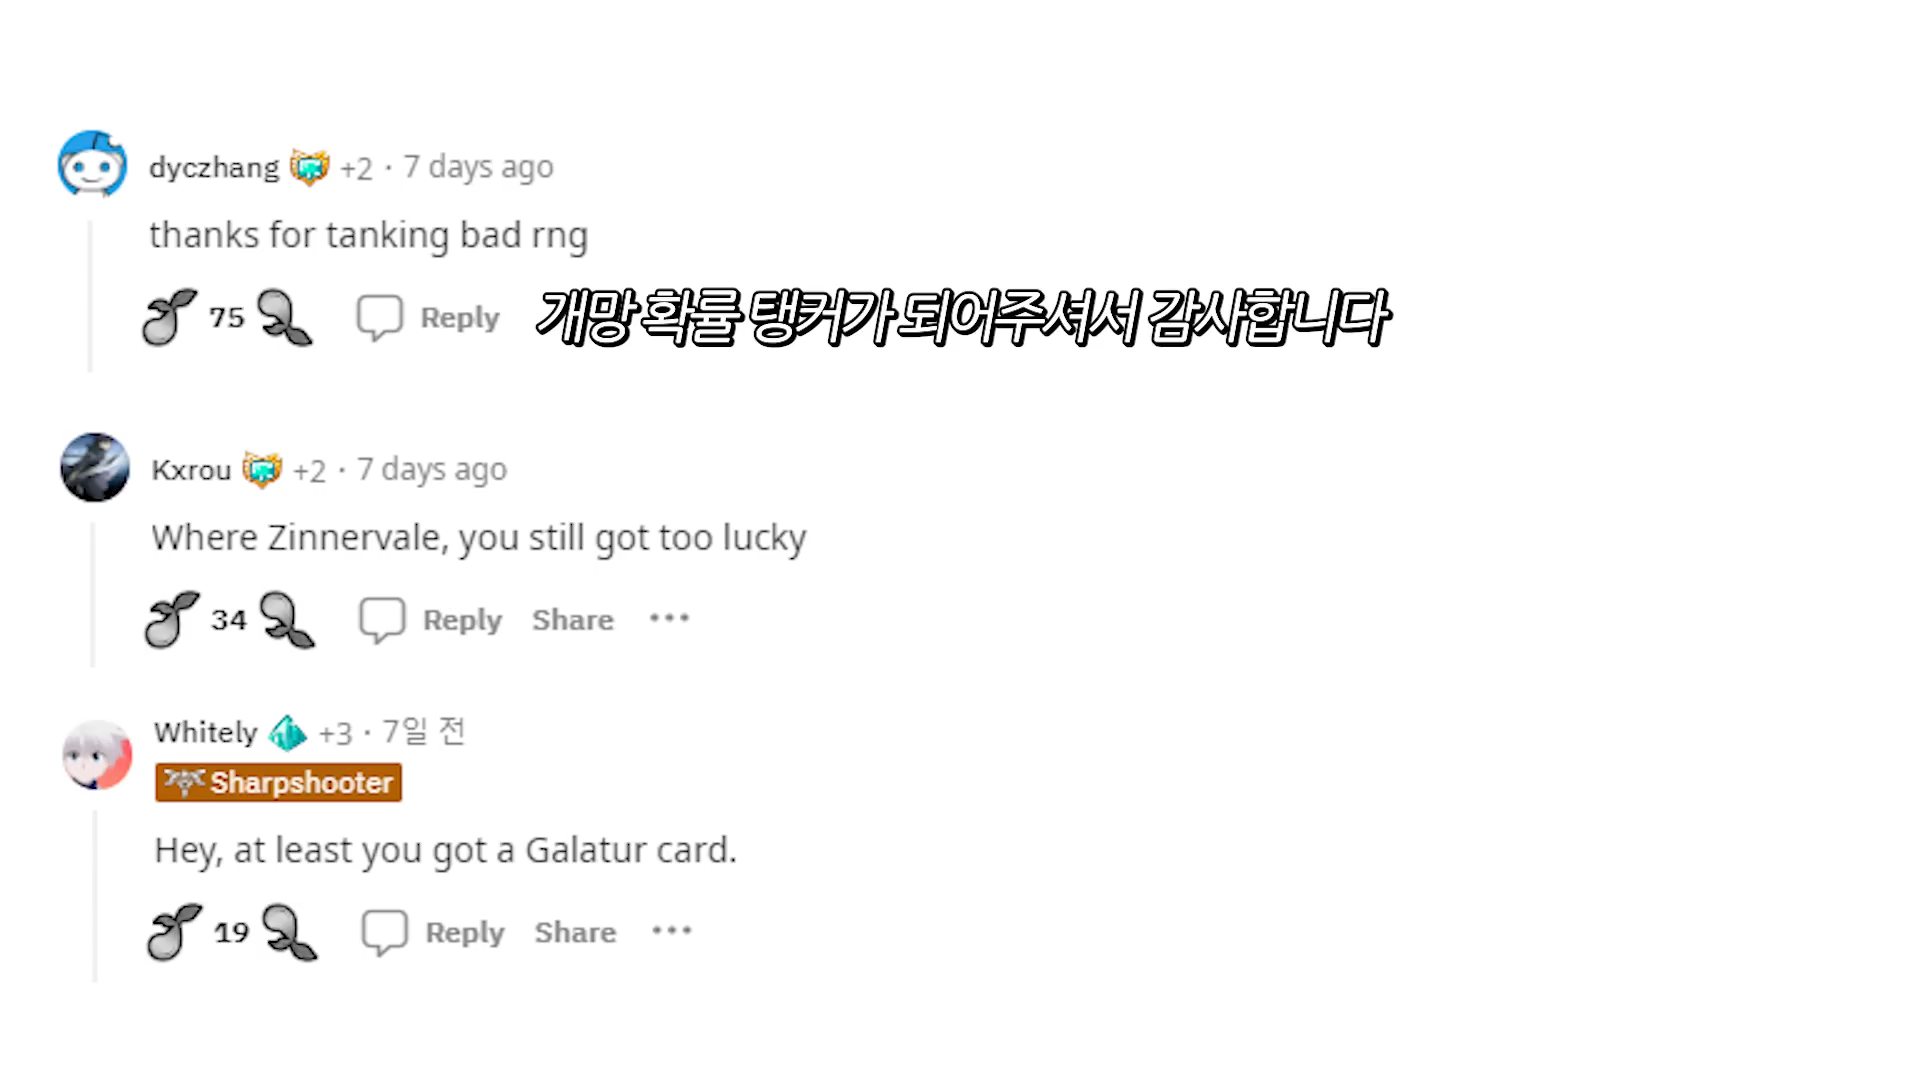 dyczhang +2 · 7 days ago
thanks for tanking bad rng
75 Reply 개망 확률 탱커가 되어주셔서 감사합니다
Kxrou +2 · 7 days ago
Where Zinnervale, you still got too lucky
34 Reply Share ···
Whitely +3 · 7일 전
Sharpshooter
Hey, at least you got a Galatur card.
19 Reply Share ···